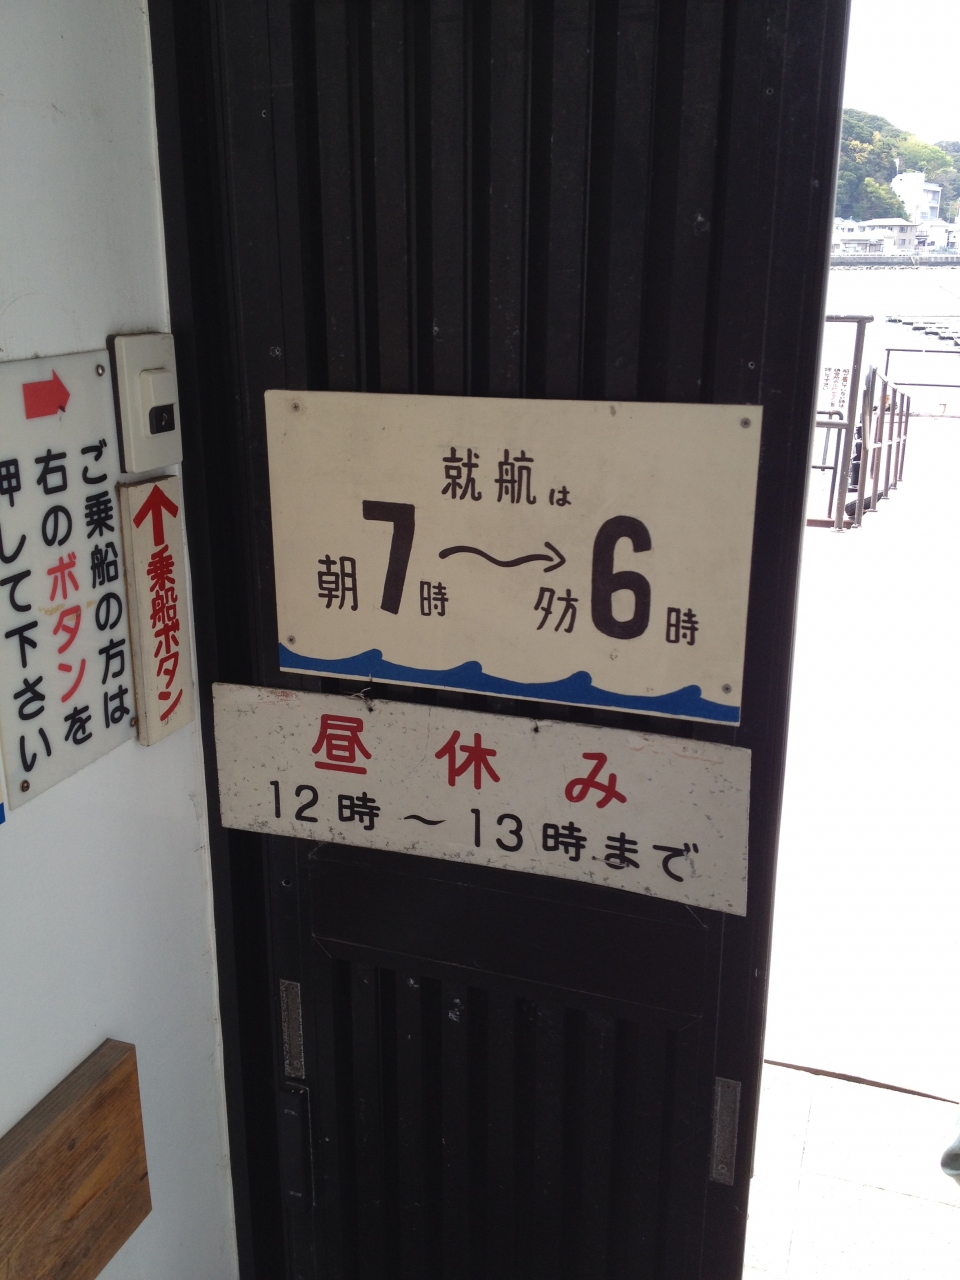 ご乗船の方は
右のボタンを
押して下さい
乗船ボタン
就航は
朝7時〜夕方6時
昼休み
12時〜13時まで